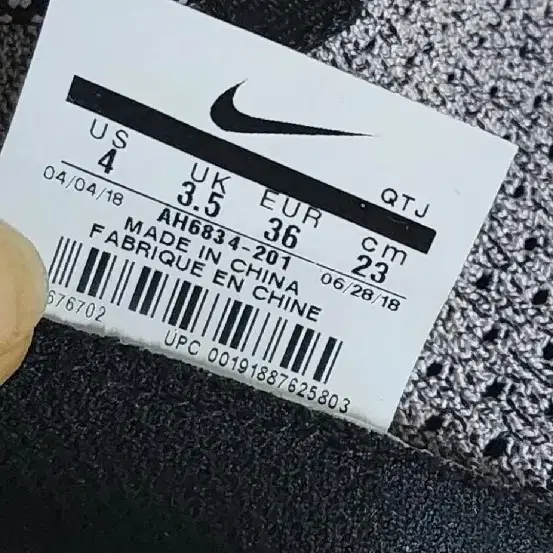 QTJ
US UK EUR cm
4 3.5 36 23
04/04/18 AH6834-201 06/28/18
MADE IN CHINA
FABRIQUE EN CHINE
676702 UPC 00191887625803